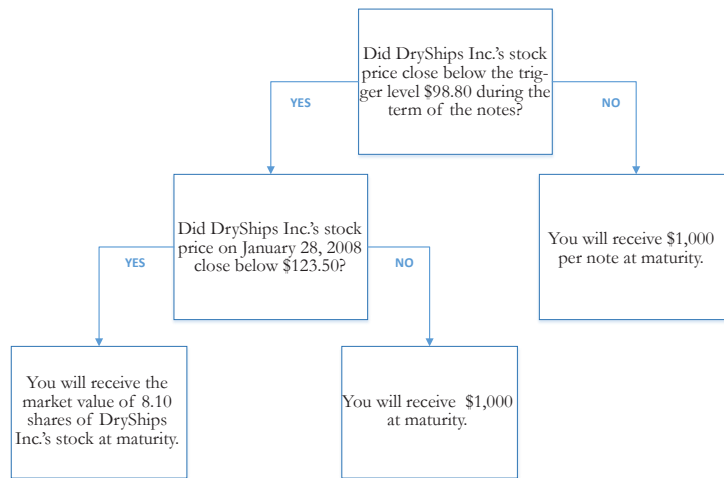 Did DryShips Inc.'s stock
price close below the trig-
ger level $98.80 during the
term of the notes?
YES
NO
Did DryShips Inc.'s stock
price on January 28, 2008
close below $123.50?
You will receive $1,000
per note at maturity.
YES
NO
You will receive the
market value of 8.10
shares of DryShips
Inc.'s stock at maturity.
You will receive $1,000
at maturity.